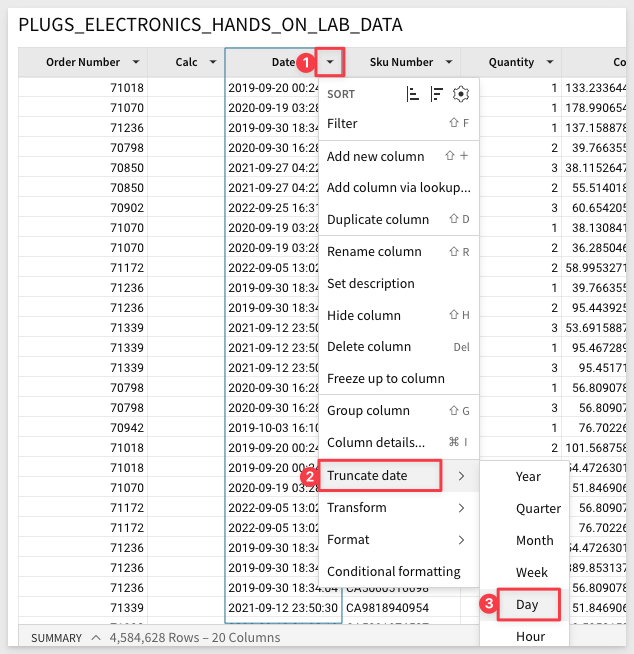 PLUGS_ELECTRONICS_HANDS_ON_LAB_DATA
Order Number Calc Date 1 Sku Number Quantity Co
71018 2019-09-20 00:24 1 133.233644
71070 2020-09-19 03:28 1 178.990654
71236 2019-09-30 18:34 1 137.158878
70798 2020-09-30 16:28 2 39.766355
70850 2021-09-27 04:22 3 38.1152647
70850 2021-09-27 04:22 2 55.514018
70902 2022-09-25 16:31 3 60.654205
71070 2020-09-19 03:28 1 38.130841
71070 2020-09-19 03:28 2 36.285046
71172 2022-09-05 13:02 2 58.9953271
71236 2019-09-30 18:34 1 39.766355
71236 2019-09-30 18:34 2 95.443925
71339 2021-09-12 23:50 3 53.6915887
71339 2021-09-12 23:50 1 95.467289
71339 2021-09-12 23:50 3 95.45171
70798 2020-09-30 16:28 1 56.809078
70798 2020-09-30 16:28 3 56.80907
70942 2019-10-03 16:10 1 76.70226
71018 2019-09-20 00:24 2 101.568758
71018 2019-09-20 00:24 54.4726301
71070 2020-09-19 03:28 51.846906
71172 2022-09-05 13:02 56.80907
71172 2022-09-05 13:02 76.70226
71236 2019-09-30 18:34 54.4726301
71236 2019-09-30 18:34 389.853137
71236 2019-09-30 18:34:04 56.809078
71339 2021-09-12 23:50:30 CA9818940954 51.846906
SORT
Filter ⇧ F
Add new column ⇧ +
Add column via lookup...
Duplicate column ⇧ D
Rename column ⇧ R
Set description
Hide column ⇧ H
Delete column Del
Freeze up to column
Group column ⇧ G
Column details... ⌘ I
2 Truncate date
Transform
Format
Conditional formatting
Year
Quarter
Month
Week
3 Day
Hour
SUMMARY 4,584,628 Rows – 20 Columns